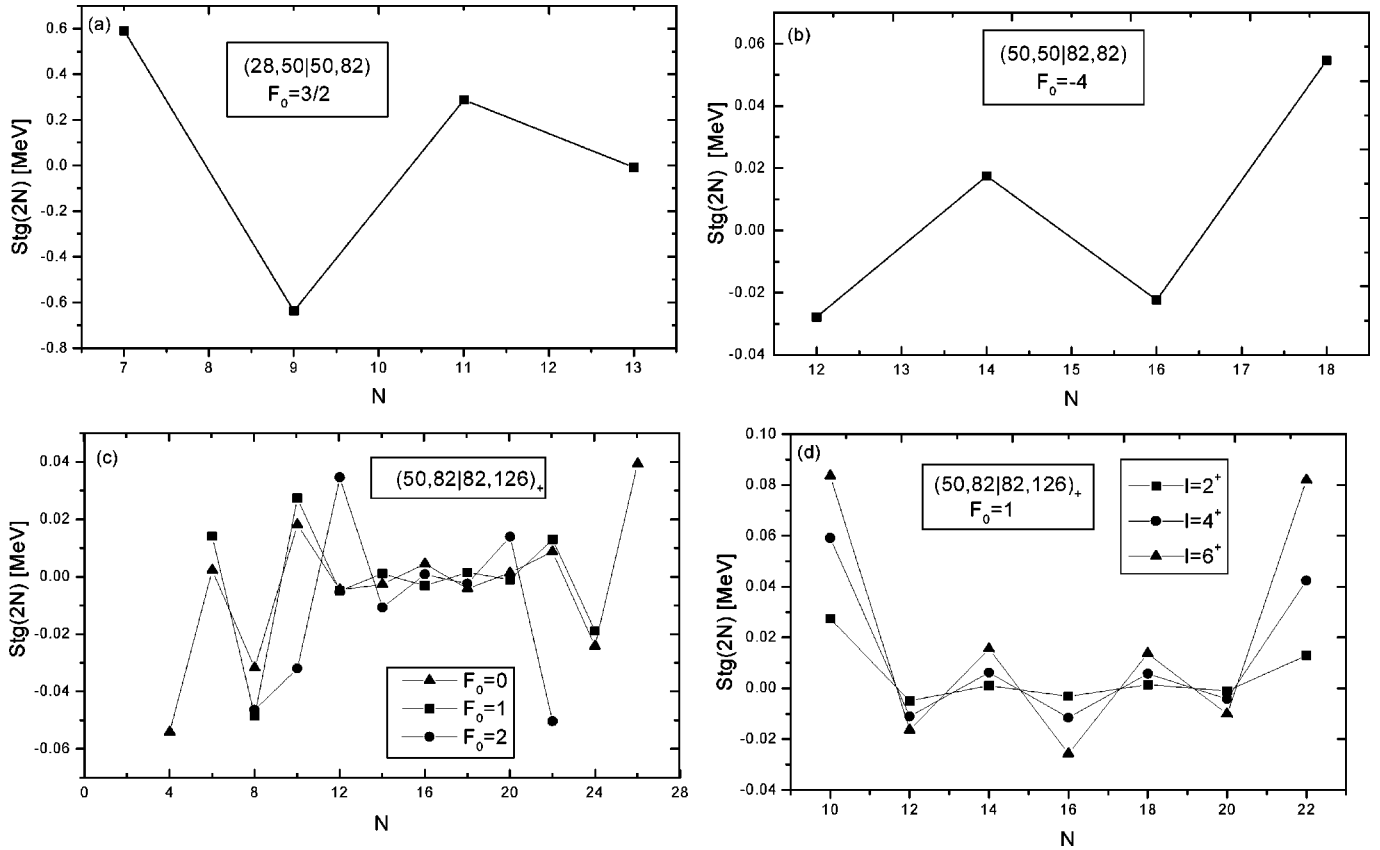 (a)
(28,50|50,82)
F₀=3/2
Stg(2N) [MeV]
0.6
0.4
0.2
0.0
-0.2
-0.4
-0.6
-0.8
7 8 9 10 11 12 13
N
(b)
(50,50|82,82)
F₀=-4
Stg(2N) [MeV]
0.06
0.04
0.02
0.00
-0.02
-0.04
12 13 14 15 16 17 18
N
(c)
(50,82|82,126)₊
Stg(2N) [MeV]
0.04
0.02
0.00
-0.02
-0.04
-0.06
F₀=0
F₀=1
F₀=2
0 4 8 12 16 20 24 28
N
(d)
(50,82|82,126)₊
F₀=1
I=2⁺
I=4⁺
I=6⁺
Stg(2N) [MeV]
0.10
0.08
0.06
0.04
0.02
0.00
-0.02
-0.04
10 12 14 16 18 20 22
N